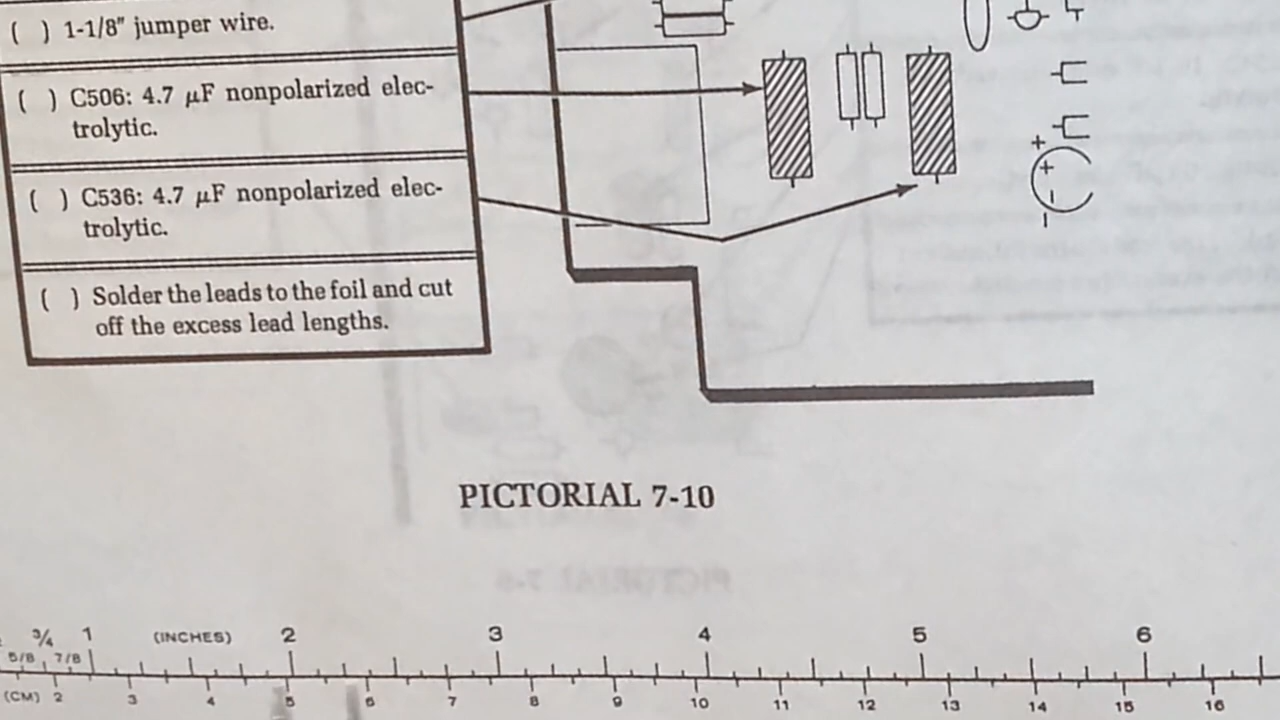 ( ) 1-1/8" jumper wire.
( ) C506: 4.7 μF nonpolarized elec-
trolytic.
( ) C536: 4.7 μF nonpolarized elec-
trolytic.
( ) Solder the leads to the foil and cut
off the excess lead lengths.
+
+
-
-
PICTORIAL 7-10
3/4 1 (INCHES) 2 3 4 5 6
5/8 7/8
(CM) 2 3 4 5 6 7 8 9 10 11 12 13 14 15 16